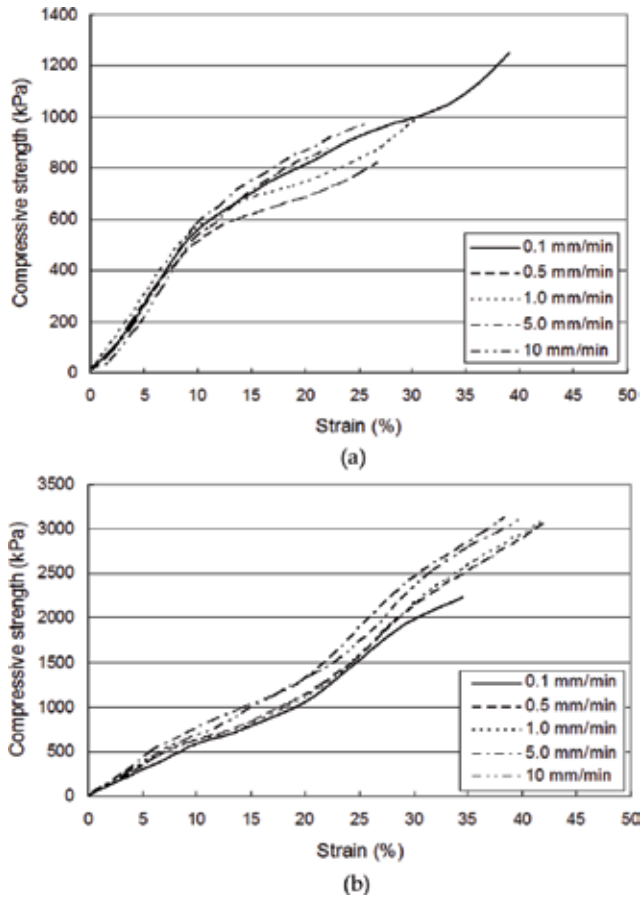 Compressive strength (kPa)
1400
1200
1000
800
600
400
200
0
0 5 10 15 20 25 30 35 40 45 50
Strain (%)
0.1 mm/min
0.5 mm/min
1.0 mm/min
5.0 mm/min
10 mm/min
(a)
Compressive strength (kPa)
3500
3000
2500
2000
1500
1000
500
0
0 5 10 15 20 25 30 35 40 45 50
Strain (%)
0.1 mm/min
0.5 mm/min
1.0 mm/min
5.0 mm/min
10 mm/min
(b)